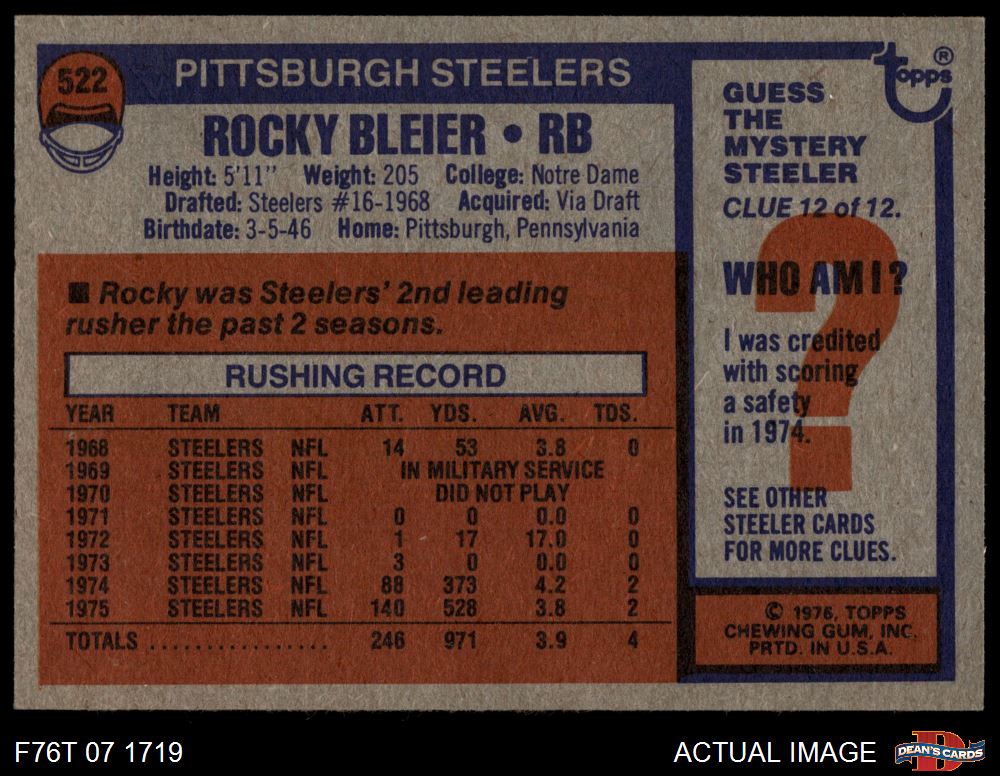 522
PITTSBURGH STEELERS
ROCKY BLEIER • RB
Height: 5'11" Weight: 205 College: Notre Dame
Drafted: Steelers #16-1968 Acquired: Via Draft
Birthdate: 3-5-46 Home: Pittsburgh, Pennsylvania
■ Rocky was Steelers' 2nd leading
rusher the past 2 seasons.
RUSHING RECORD
YEAR TEAM ATT. YDS. AVG. TDS.
1968 STEELERS NFL 14 53 3.8 0
1969 STEELERS NFL IN MILITARY SERVICE
1970 STEELERS NFL DID NOT PLAY
1971 STEELERS NFL 0 0 0.0 0
1972 STEELERS NFL 1 17 17.0 0
1973 STEELERS NFL 3 0 0.0 0
1974 STEELERS NFL 88 373 4.2 2
1975 STEELERS NFL 140 528 3.8 2
TOTALS ................ 246 971 3.9 4
topps ®
GUESS
THE
MYSTERY
STEELER
CLUE 12 of 12.
?
WHO AM I?
I was credited
with scoring
a safety
in 1974.
SEE OTHER
STEELER CARDS
FOR MORE CLUES.
© 1976, TOPPS
CHEWING GUM, INC.
PRTD. IN U.S.A.
F76T 07 1719
ACTUAL IMAGE
DEAN'S CARDS